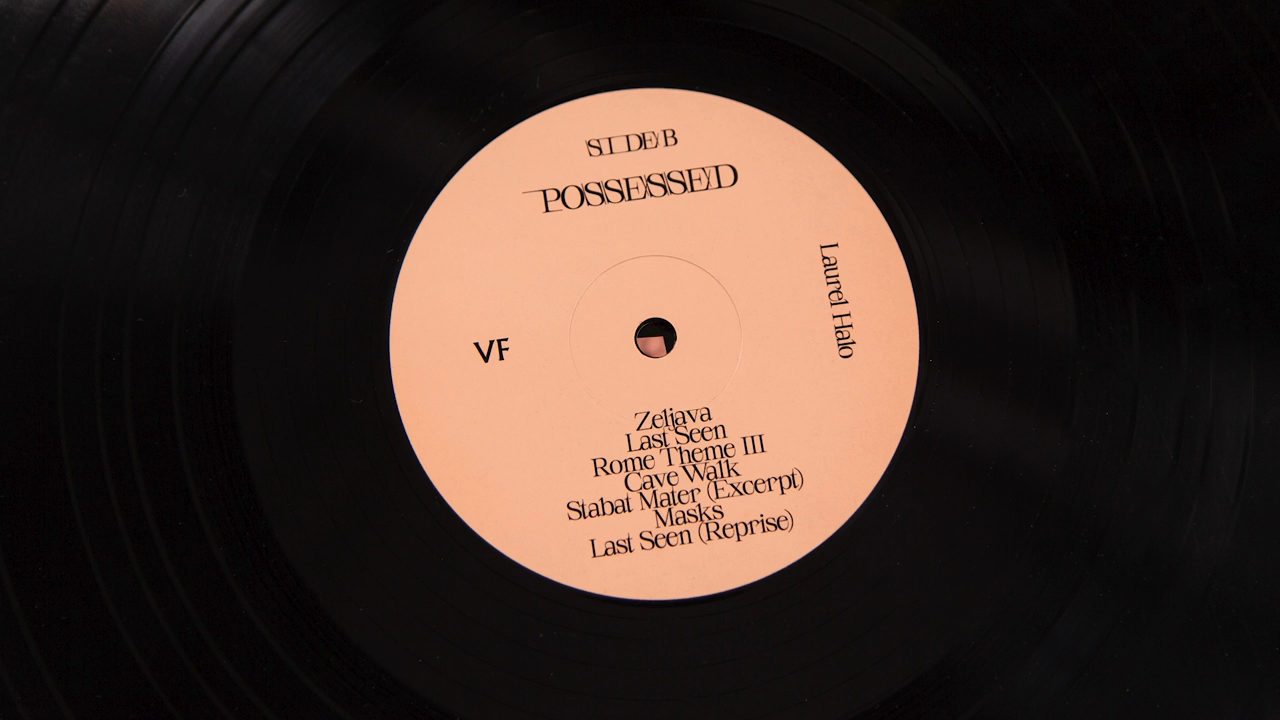 SIDE B
POSSESSED
Laurel Halo
VF
Zeljava
Last Seen
Rome Theme III
Cave Walk
Stabat Mater (Excerpt)
Masks
Last Seen (Reprise)